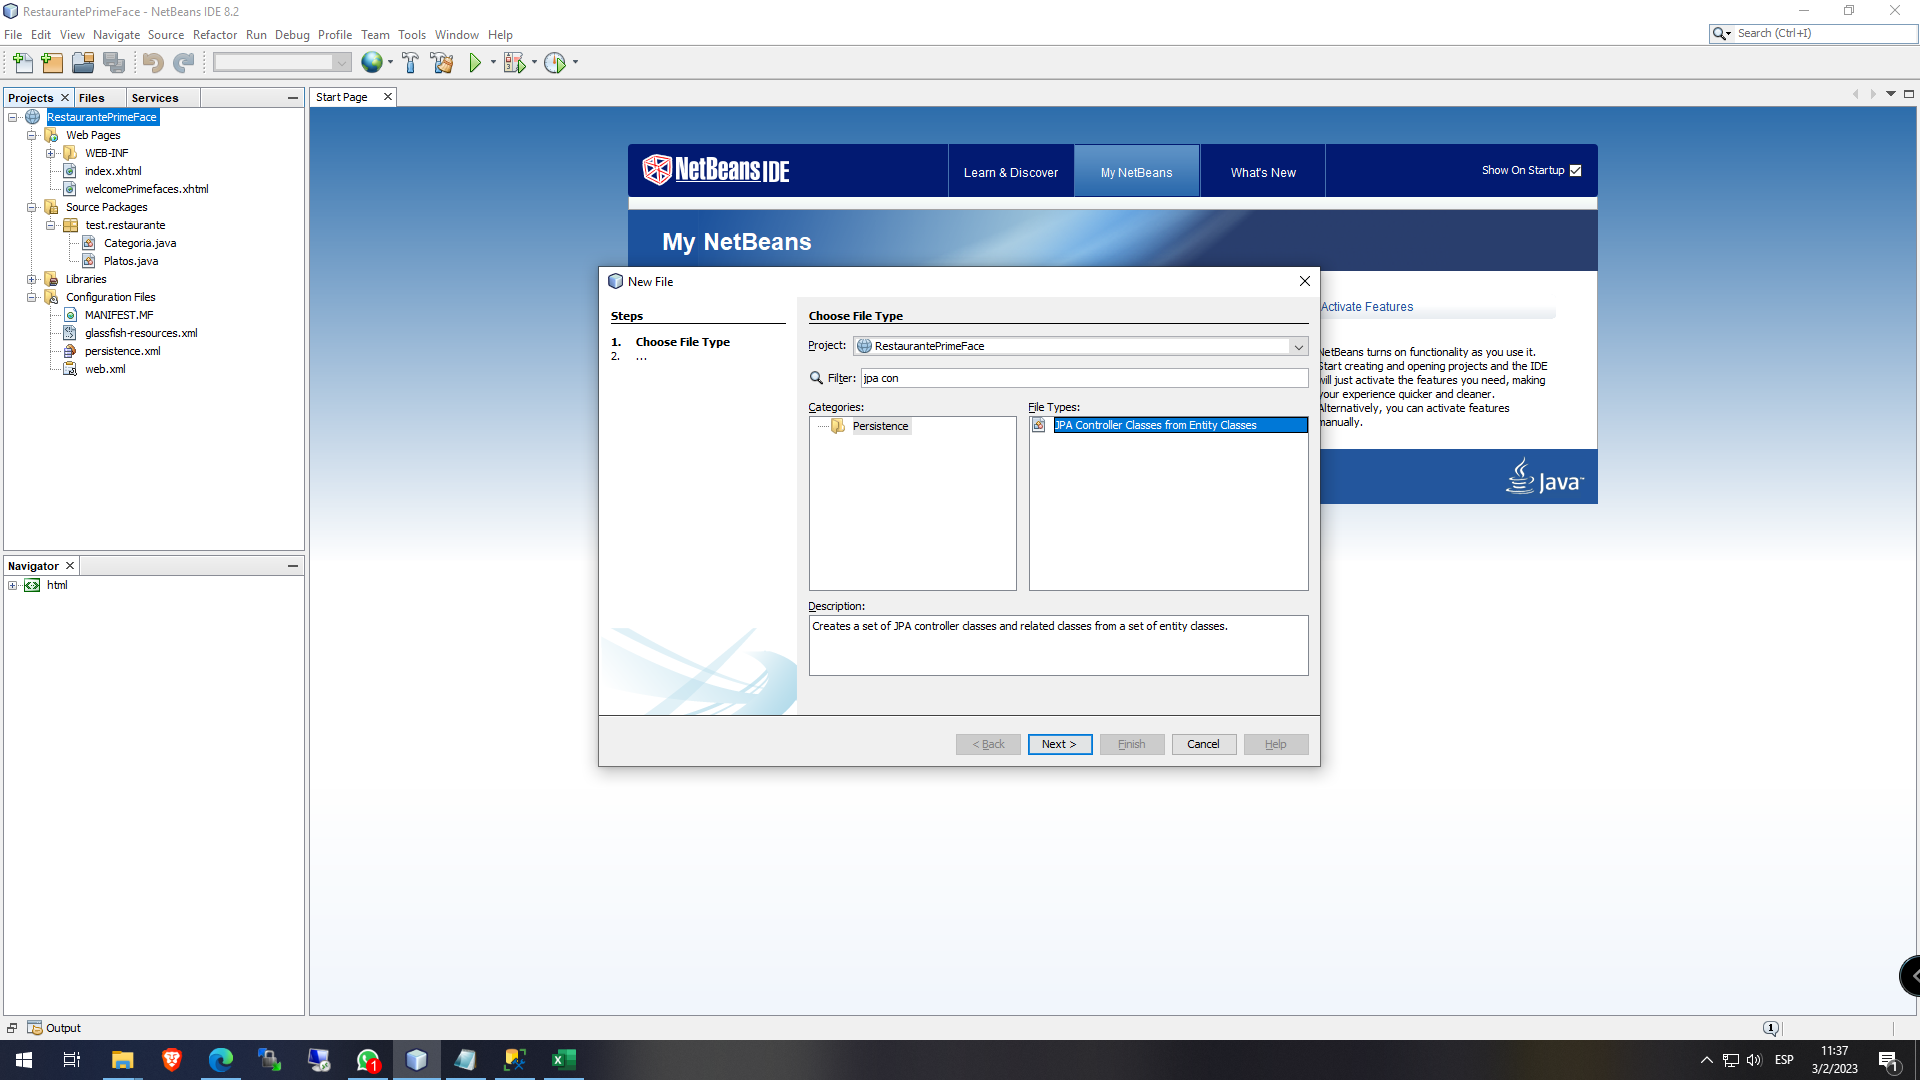 RestaurantePrimeFace - NetBeans IDE 8.2
File Edit View Navigate Source Refactor Run Debug Profile Team Tools Window Help
Search (Ctrl+I)
Projects Files Services
Start Page
RestaurantePrimeFace
Web Pages
WEB-INF
index.xhtml
welcomePrimefaces.xhtml
Source Packages
test.restaurante
Categoria.java
Platos.java
Libraries
Configuration Files
MANIFEST.MF
glassfish-resources.xml
persistence.xml
web.xml
Navigator
html
NetBeans IDE
Learn & Discover
My NetBeans
What's New
Show On Startup
My NetBeans
Activate Features
NetBeans turns on functionality as you use it.
Start creating and opening projects and the IDE
will just activate the features you need, making
your experience quicker and cleaner.
Alternatively, you can activate features
manually.
Java™
New File
Steps
1. Choose File Type
2. ...
Choose File Type
Project: RestaurantePrimeFace
Filter: jpa con
Categories:
Persistence
File Types:
JPA Controller Classes from Entity Classes
Description:
Creates a set of JPA controller classes and related classes from a set of entity classes.
< Back
Next >
Finish
Cancel
Help
Output
1
1
ESP
11:37
3/2/2023
1